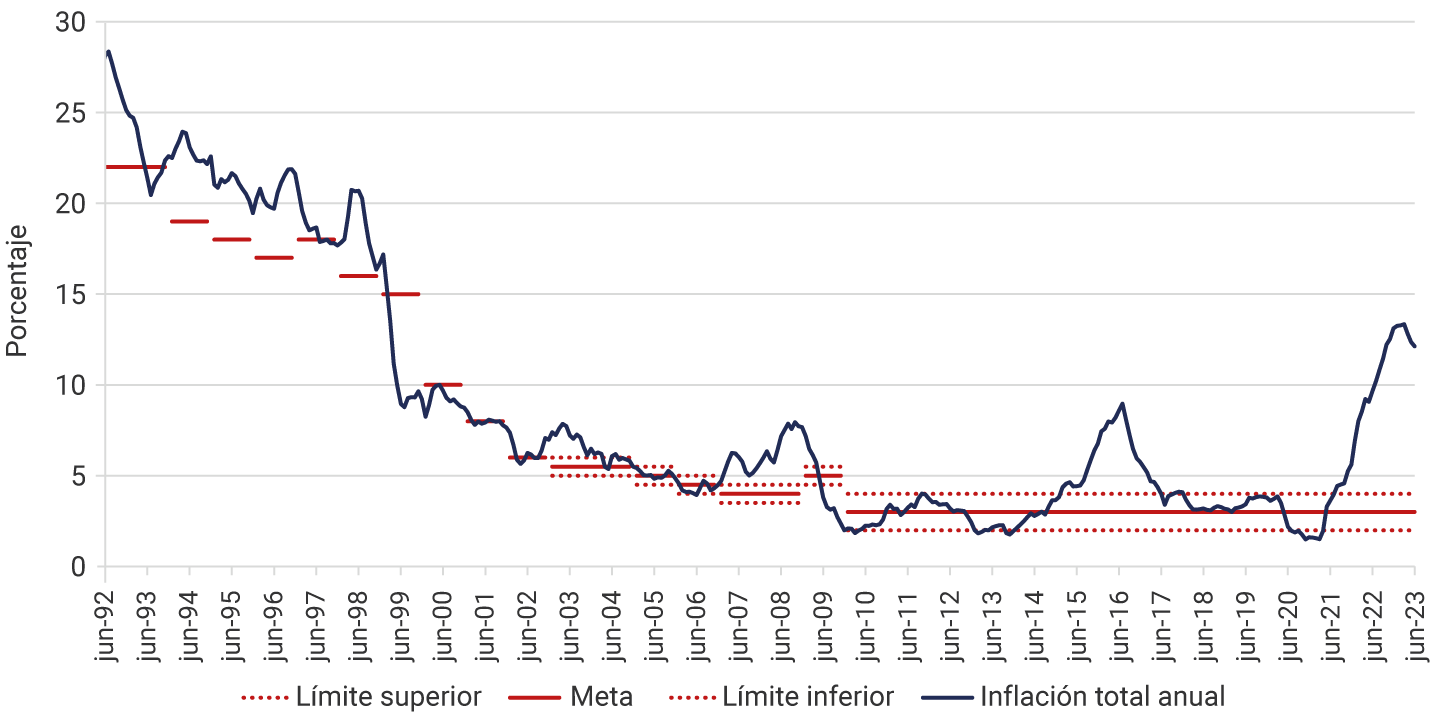 Porcentaje
30
25
20
15
10
5
0
jun-92
jun-93
jun-94
jun-95
jun-96
jun-97
jun-98
jun-99
jun-00
jun-01
jun-02
jun-03
jun-04
jun-05
jun-06
jun-07
jun-08
jun-09
jun-10
jun-11
jun-12
jun-13
jun-14
jun-15
jun-16
jun-17
jun-18
jun-19
jun-20
jun-21
jun-22
jun-23
Límite superior Meta Límite inferior Inflación total anual